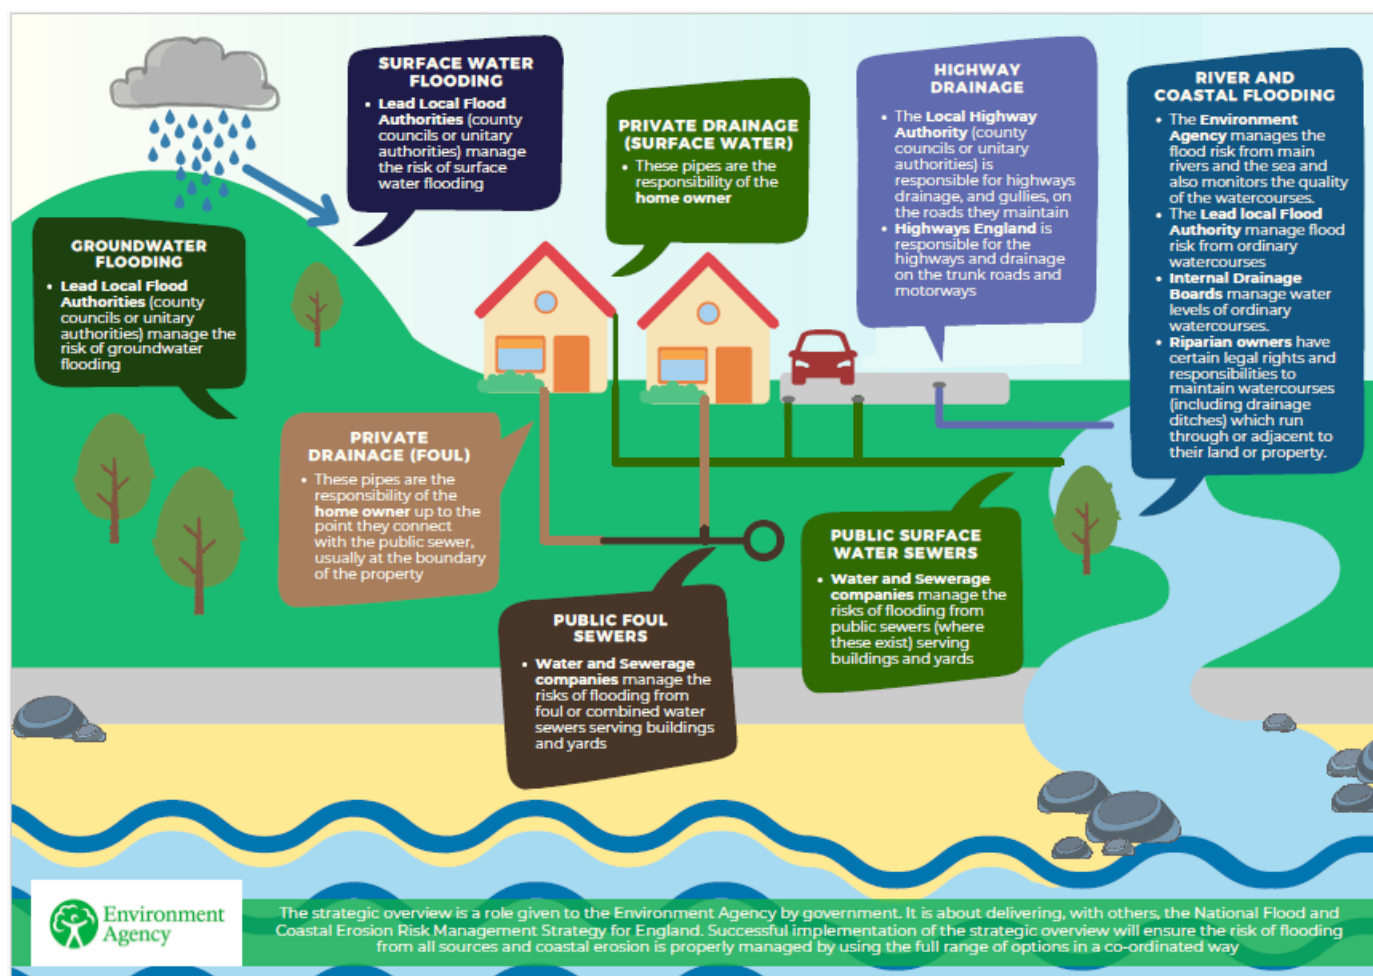 SURFACE WATER
FLOODING
• Lead Local Flood
Authorities (county
councils or unitary
authorities) manage
the risk of surface
water flooding
PRIVATE DRAINAGE
(SURFACE WATER)
• These pipes are the
responsibility of the
home owner
HIGHWAY
DRAINAGE
• The Local Highway
Authority (county
councils or unitary
authorities) is
responsible for highways
drainage, and gullies, on
the roads they maintain
• Highways England is
responsible for the
highways and drainage
on the trunk roads and
motorways
RIVER AND
COASTAL FLOODING
• The Environment
Agency manages the
flood risk from main
rivers and the sea and
also monitors the quality
of the watercourses.
• The Lead local Flood
Authority manage flood
risk from ordinary
watercourses
• Internal Drainage
Boards manage water
levels of ordinary
watercourses.
• Riparian owners have
certain legal rights and
responsibilities to
maintain watercourses
(including drainage
ditches) which run
through or adjacent to
their land or property.
GROUNDWATER
FLOODING
• Lead Local Flood
Authorities (county
councils or unitary
authorities) manage the
risk of groundwater
flooding
PRIVATE
DRAINAGE (FOUL)
• These pipes are the
responsibility of the
home owner up to the
point they connect
with the public sewer,
usually at the boundary
of the property
PUBLIC FOUL
SEWERS
• Water and Sewerage
companies manage the
risks of flooding from
foul or combined water
sewers serving buildings
and yards
PUBLIC SURFACE
WATER SEWERS
• Water and Sewerage
companies manage the
risks of flooding from
public sewers (where
these exist) serving
buildings and yards
Environment
Agency
The strategic overview is a role given to the Environment Agency by government. It is about delivering, with others, the National Flood and
Coastal Erosion Risk Management Strategy for England. Successful implementation of the strategic overview will ensure the risk of flooding
from all sources and coastal erosion is properly managed by using the full range of options in a co-ordinated way